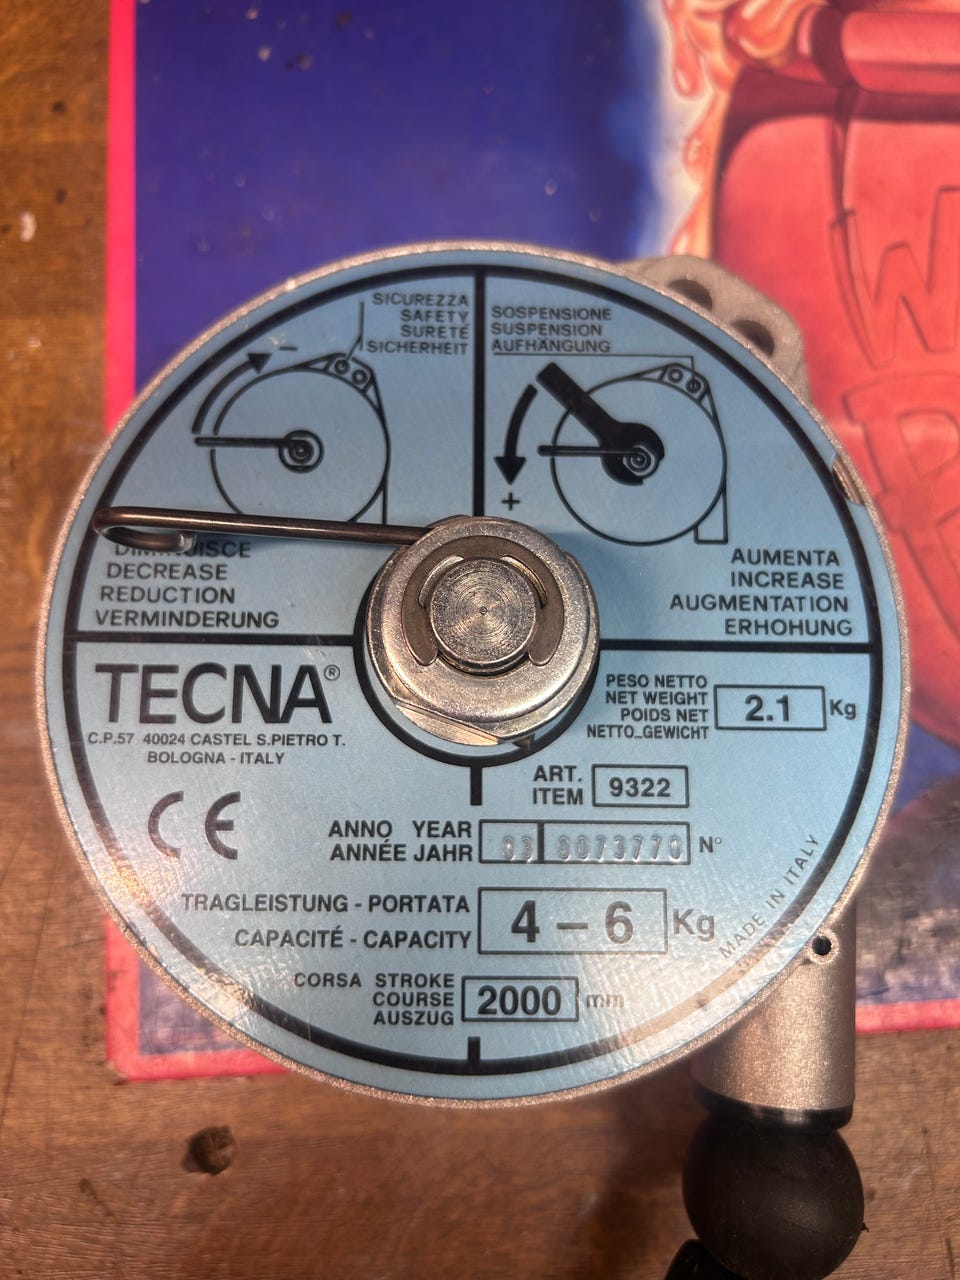 SICUREZZA
SAFETY
SURETÉ
SICHERHEIT
−
SOSPENSIONE
SUSPENSION
AUFHÄNGUNG
+
DECREASE
REDUCTION
VERMINDERUNG
AUMENTA
INCREASE
AUGMENTATION
ERHOHUNG
TECNA®
C.P.57 40024 CASTEL S.PIETRO T.
BOLOGNA - ITALY
CE
PESO NETTO
NET WEIGHT
POIDS NET
NETTO_GEWICHT
2.1 Kg
ART.
ITEM
9322
ANNO YEAR
ANNÉE JAHR
N°
TRAGLEISTUNG - PORTATA
CAPACITÉ - CAPACITY
4 – 6 Kg
CORSA STROKE
COURSE
AUSZUG
2000 mm
MADE IN ITALY